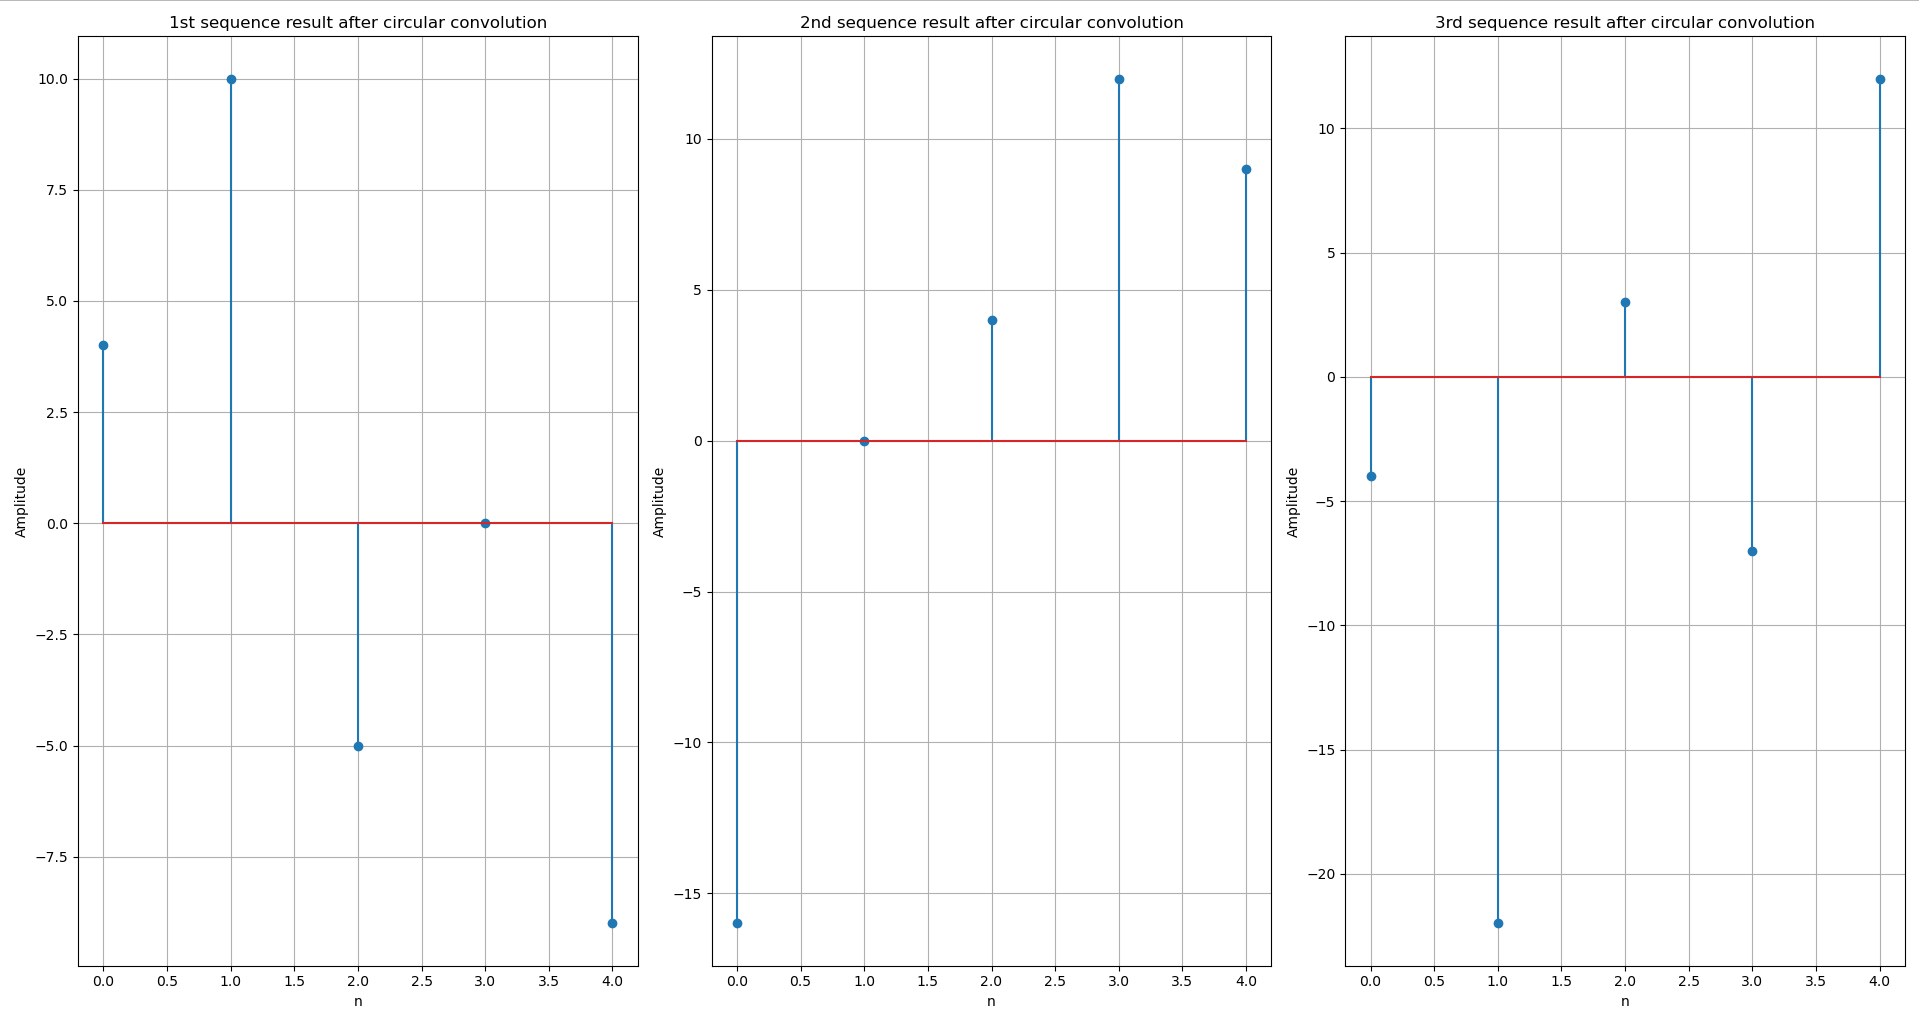 1st sequence result after circular convolution
10.0
7.5
5.0
2.5
0.0
−2.5
−5.0
−7.5
Amplitude
0.0 0.5 1.0 1.5 2.0 2.5 3.0 3.5 4.0
n
2nd sequence result after circular convolution
10
5
0
−5
−10
−15
Amplitude
0.0 0.5 1.0 1.5 2.0 2.5 3.0 3.5 4.0
n
3rd sequence result after circular convolution
10
5
0
−5
−10
−15
−20
Amplitude
0.0 0.5 1.0 1.5 2.0 2.5 3.0 3.5 4.0
n